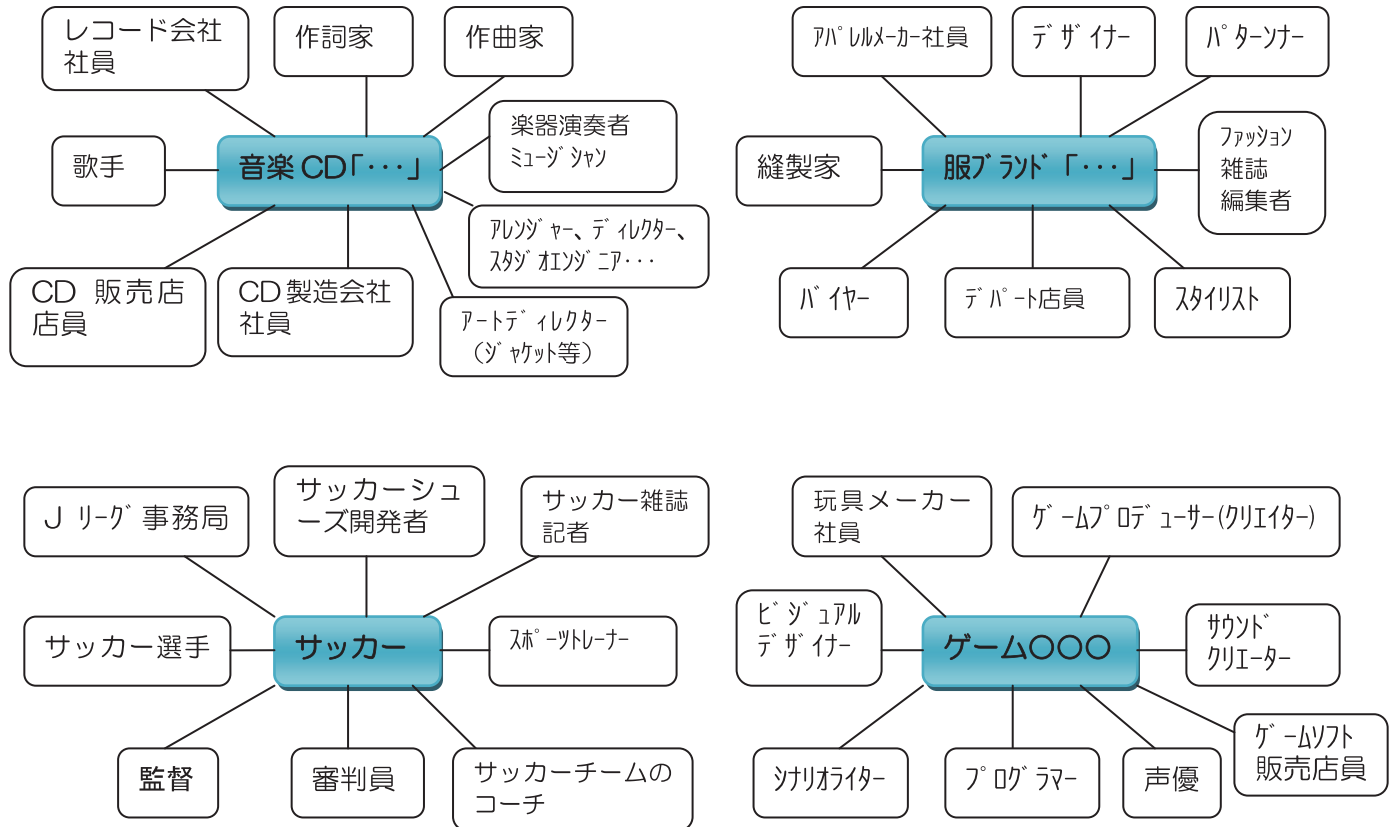 レコード会社
社員
作詞家
作曲家
歌手
音楽 CD「・・・」
楽器演奏者
ﾐｭｰｼﾞｼｬﾝ
ｱﾚﾝｼﾞｬｰ、ﾃﾞｨﾚｸﾀｰ、
ｽﾀｼﾞｵｴﾝｼﾞﾆｱ・・・
CD 販売店
店員
CD 製造会社
社員
ｱｰﾄﾃﾞｨﾚｸﾀｰ
（ｼﾞｬｹｯﾄ等）
ｱﾊﾟﾚﾙﾒｰｶｰ社員
ﾃﾞｻﾞｲﾅｰ
ﾊﾟﾀｰﾝﾅｰ
縫製家
服ﾌﾞﾗﾝﾄﾞ「・・・」
ﾌｧｯｼｮﾝ
雑誌
編集者
ﾊﾞｲﾔｰ
ﾃﾞﾊﾟｰﾄ店員
ｽﾀｲﾘｽﾄ
J ﾘｰｸﾞ事務局
サッカーシュ
ーズ開発者
サッカー雑誌
記者
サッカー選手
サッカー
ｽﾎﾟｰﾂﾄﾚｰﾅｰ
監督
審判員
サッカーチームの
コーチ
玩具メーカー
社員
ｹﾞｰﾑﾌﾟﾛﾃﾞｭｰｻｰ(ｸﾘｴｲﾀｰ)
ﾋﾞｼﾞｭｱﾙ
ﾃﾞｻﾞｲﾅｰ
ゲーム〇〇〇
ｻｳﾝﾄﾞ
ｸﾘｴｰﾀｰ
ｼﾅﾘｵﾗｲﾀｰ
ﾌﾟﾛｸﾞﾗﾏｰ
声優
ｹﾞｰﾑｿﾌﾄ
販売店員